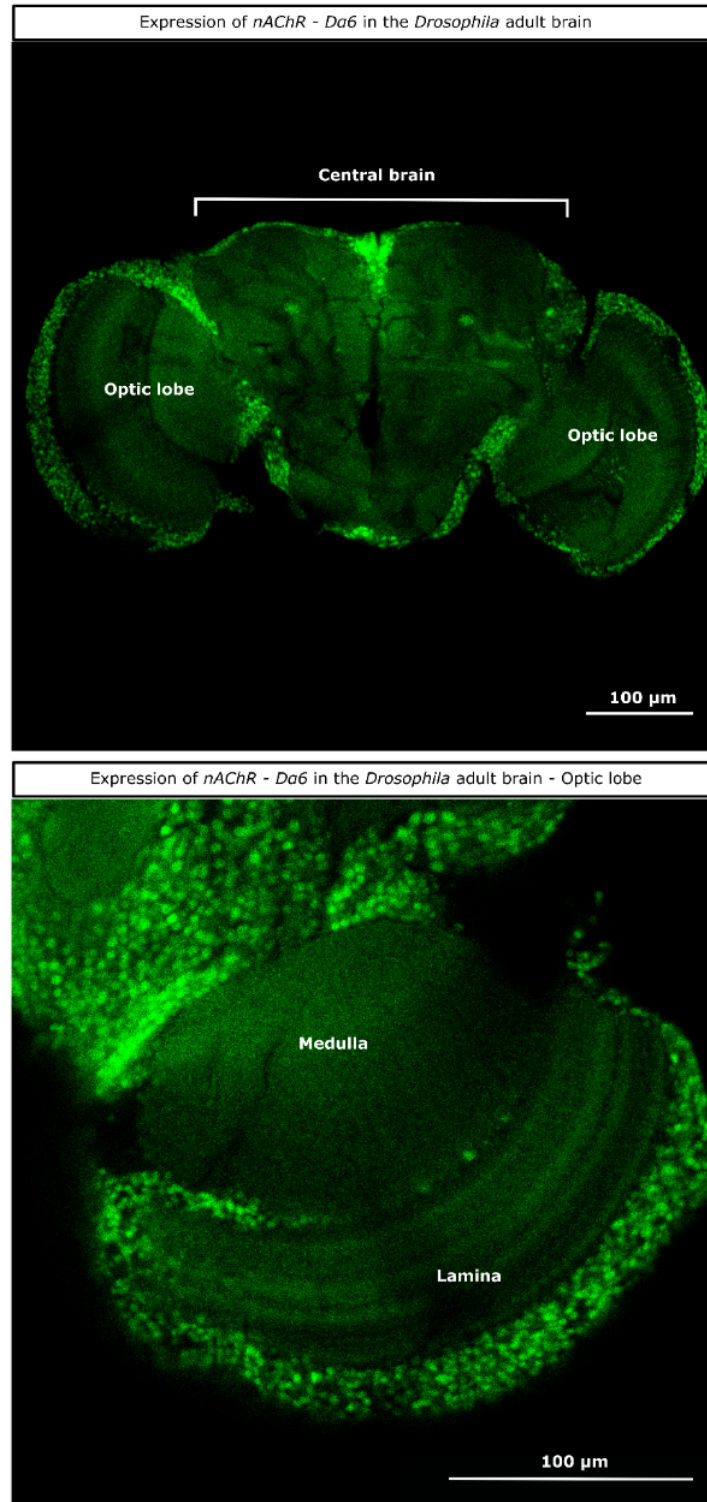 Expression of nAChR - Dα6 in the Drosophila adult brain
Central brain
Optic lobe
Optic lobe
100 µm
Expression of nAChR - Dα6 in the Drosophila adult brain - Optic lobe
Medulla
Lamina
100 µm